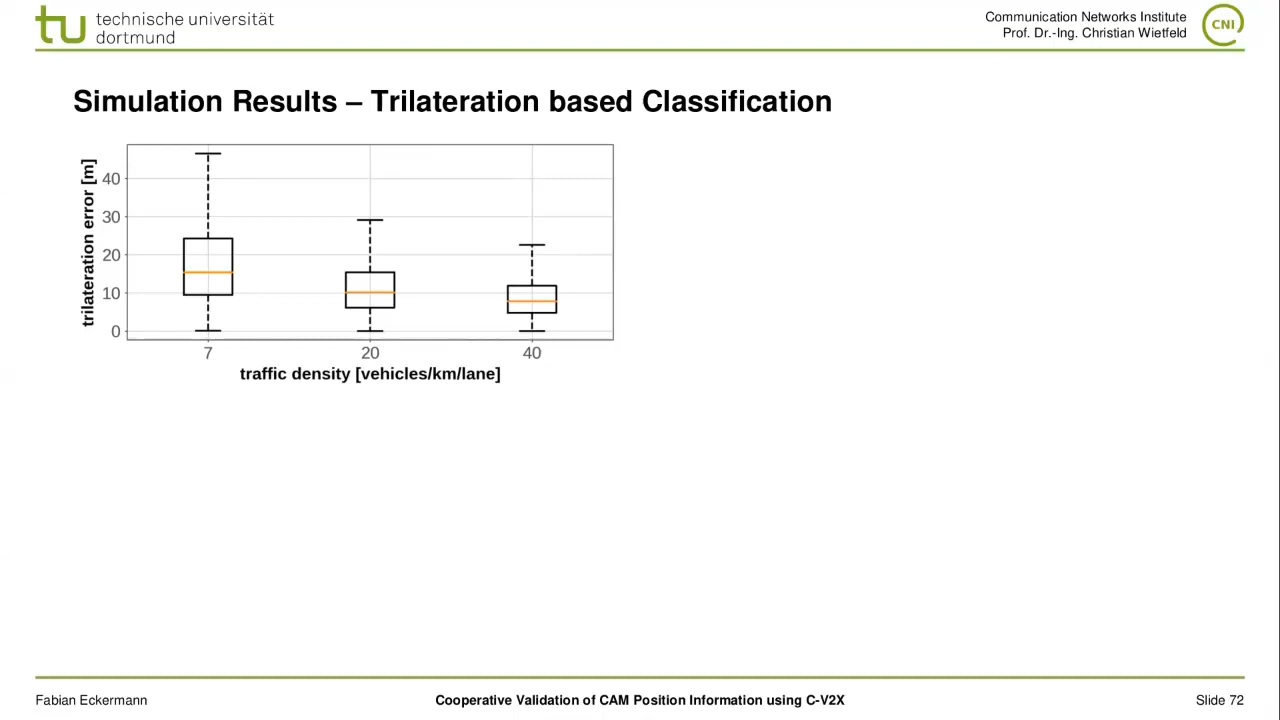 technische universität
dortmund
Communication Networks Institute
Prof. Dr.-Ing. Christian Wietfeld
CNI
Simulation Results – Trilateration based Classification
trilateration error [m]
40
30
20
10
0
7 20 40
traffic density [vehicles/km/lane]
Fabian Eckermann
Cooperative Validation of CAM Position Information using C-V2X
Slide 72